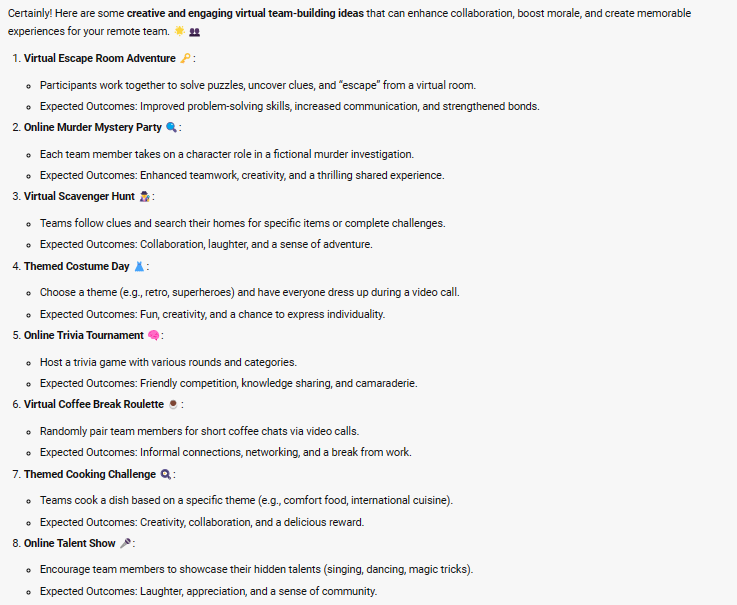 Certainly! Here are some creative and engaging virtual team-building ideas that can enhance collaboration, boost morale, and create memorable
experiences for your remote team. 🌟 👥
1. Virtual Escape Room Adventure 🔑:
Participants work together to solve puzzles, uncover clues, and “escape” from a virtual room.
Expected Outcomes: Improved problem-solving skills, increased communication, and strengthened bonds.
2. Online Murder Mystery Party 🔍:
Each team member takes on a character role in a fictional murder investigation.
Expected Outcomes: Enhanced teamwork, creativity, and a thrilling shared experience.
3. Virtual Scavenger Hunt 🕵️:
Teams follow clues and search their homes for specific items or complete challenges.
Expected Outcomes: Collaboration, laughter, and a sense of adventure.
4. Themed Costume Day 👗:
Choose a theme (e.g., retro, superheroes) and have everyone dress up during a video call.
Expected Outcomes: Fun, creativity, and a chance to express individuality.
5. Online Trivia Tournament 🧠:
Host a trivia game with various rounds and categories.
Expected Outcomes: Friendly competition, knowledge sharing, and camaraderie.
6. Virtual Coffee Break Roulette ☕:
Randomly pair team members for short coffee chats via video calls.
Expected Outcomes: Informal connections, networking, and a break from work.
7. Themed Cooking Challenge 🍳:
Teams cook a dish based on a specific theme (e.g., comfort food, international cuisine).
Expected Outcomes: Creativity, collaboration, and a delicious reward.
8. Online Talent Show 🎤:
Encourage team members to showcase their hidden talents (singing, dancing, magic tricks).
Expected Outcomes: Laughter, appreciation, and a sense of community.